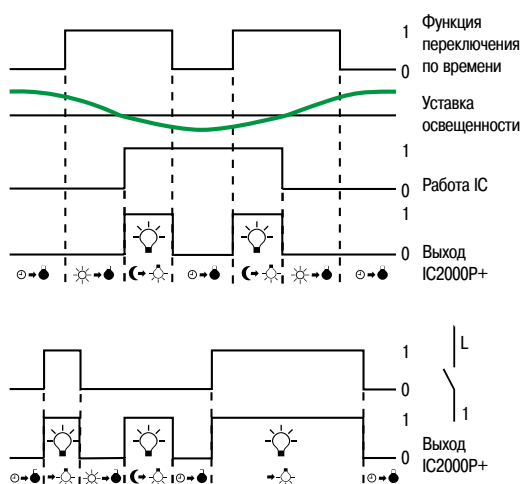 1
Функция
переключения
по времени
0
Уставка
освещенности
1
0
Работа IC
1
0
Выход
IC2000P+
1
0
L
1
1
0
Выход
IC2000P+